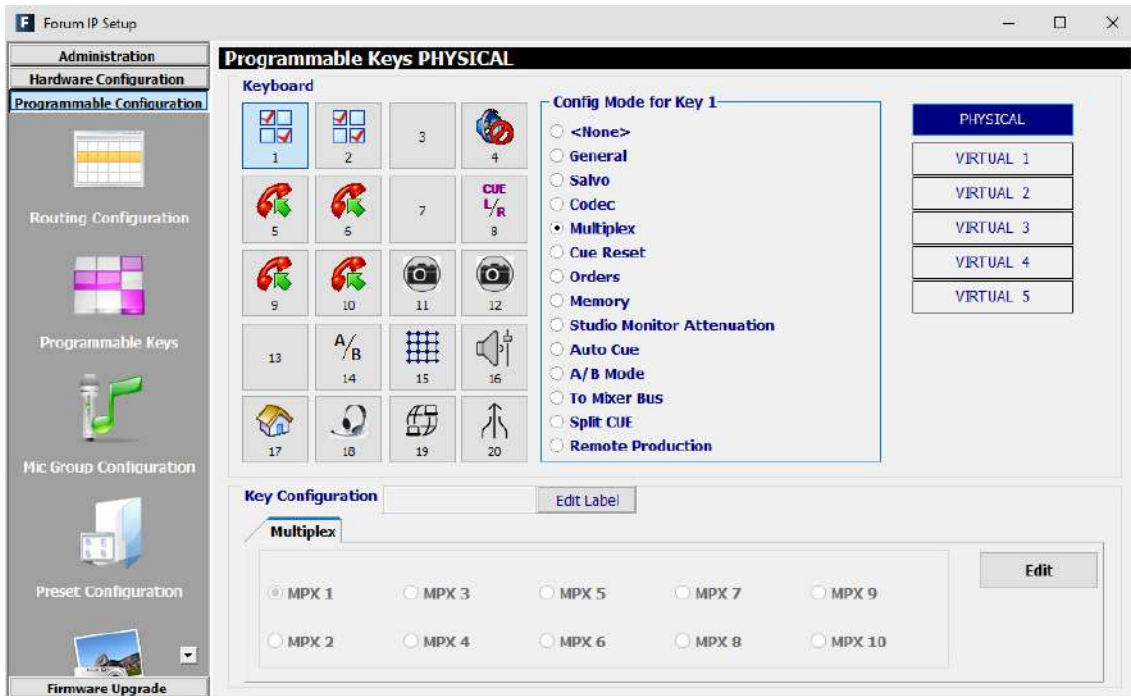 Forum IP Setup
Administration
Hardware Configuration
Programmable Configuration
Routing Configuration
Programmable Keys
Mic Group Configuration
Preset Configuration
Firmware Upgrade
Programmable Keys PHYSICAL
Keyboard
1 2 3 4
CUE
L/R
5 6 7 8
9 10 11 12
A/B
13 14 15 16
17 18 19 20
Config Mode for Key 1
<None>
General
Salvo
Codec
Multiplex
Cue Reset
Orders
Memory
Studio Monitor Attenuation
Auto Cue
A/B Mode
To Mixer Bus
Split CUE
Remote Production
PHYSICAL
VIRTUAL 1
VIRTUAL 2
VIRTUAL 3
VIRTUAL 4
VIRTUAL 5
Key Configuration Edit Label
Multiplex
MPX 1 MPX 3 MPX 5 MPX 7 MPX 9
MPX 2 MPX 4 MPX 6 MPX 8 MPX 10
Edit